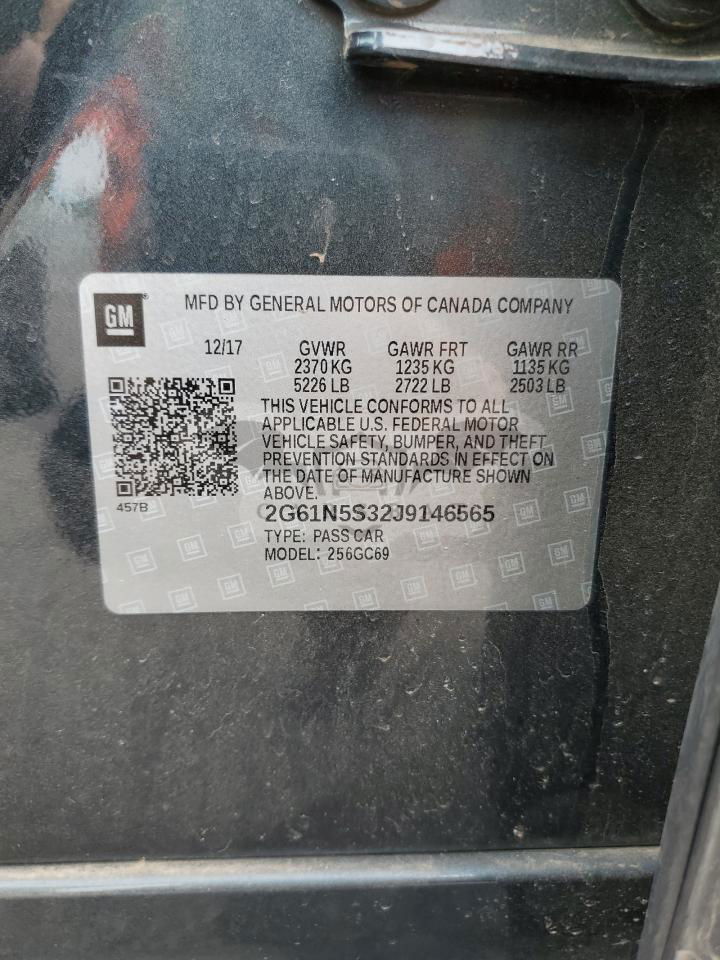 GM
MFD BY GENERAL MOTORS OF CANADA COMPANY
12/17 GVWR GAWR FRT GAWR RR
2370 KG 1235 KG 1135 KG
5226 LB 2722 LB 2503 LB
THIS VEHICLE CONFORMS TO ALL
APPLICABLE U.S. FEDERAL MOTOR
VEHICLE SAFETY, BUMPER, AND THEFT
PREVENTION STANDARDS IN EFFECT ON
THE DATE OF MANUFACTURE SHOWN
ABOVE.
457B
2G61N5S32J9146565
TYPE: PASS CAR
MODEL: 256GC69